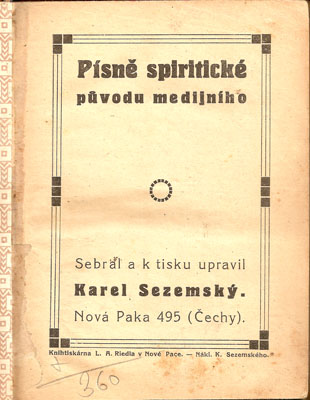 Písně spiritické
původu medijního
Sebral a k tisku upravil
Karel Sezemský.
Nová Paka 495 (Čechy).
Knihtiskárna L. A. Riedla v Nové Pace. — Nákl. K. Sezemského.
360